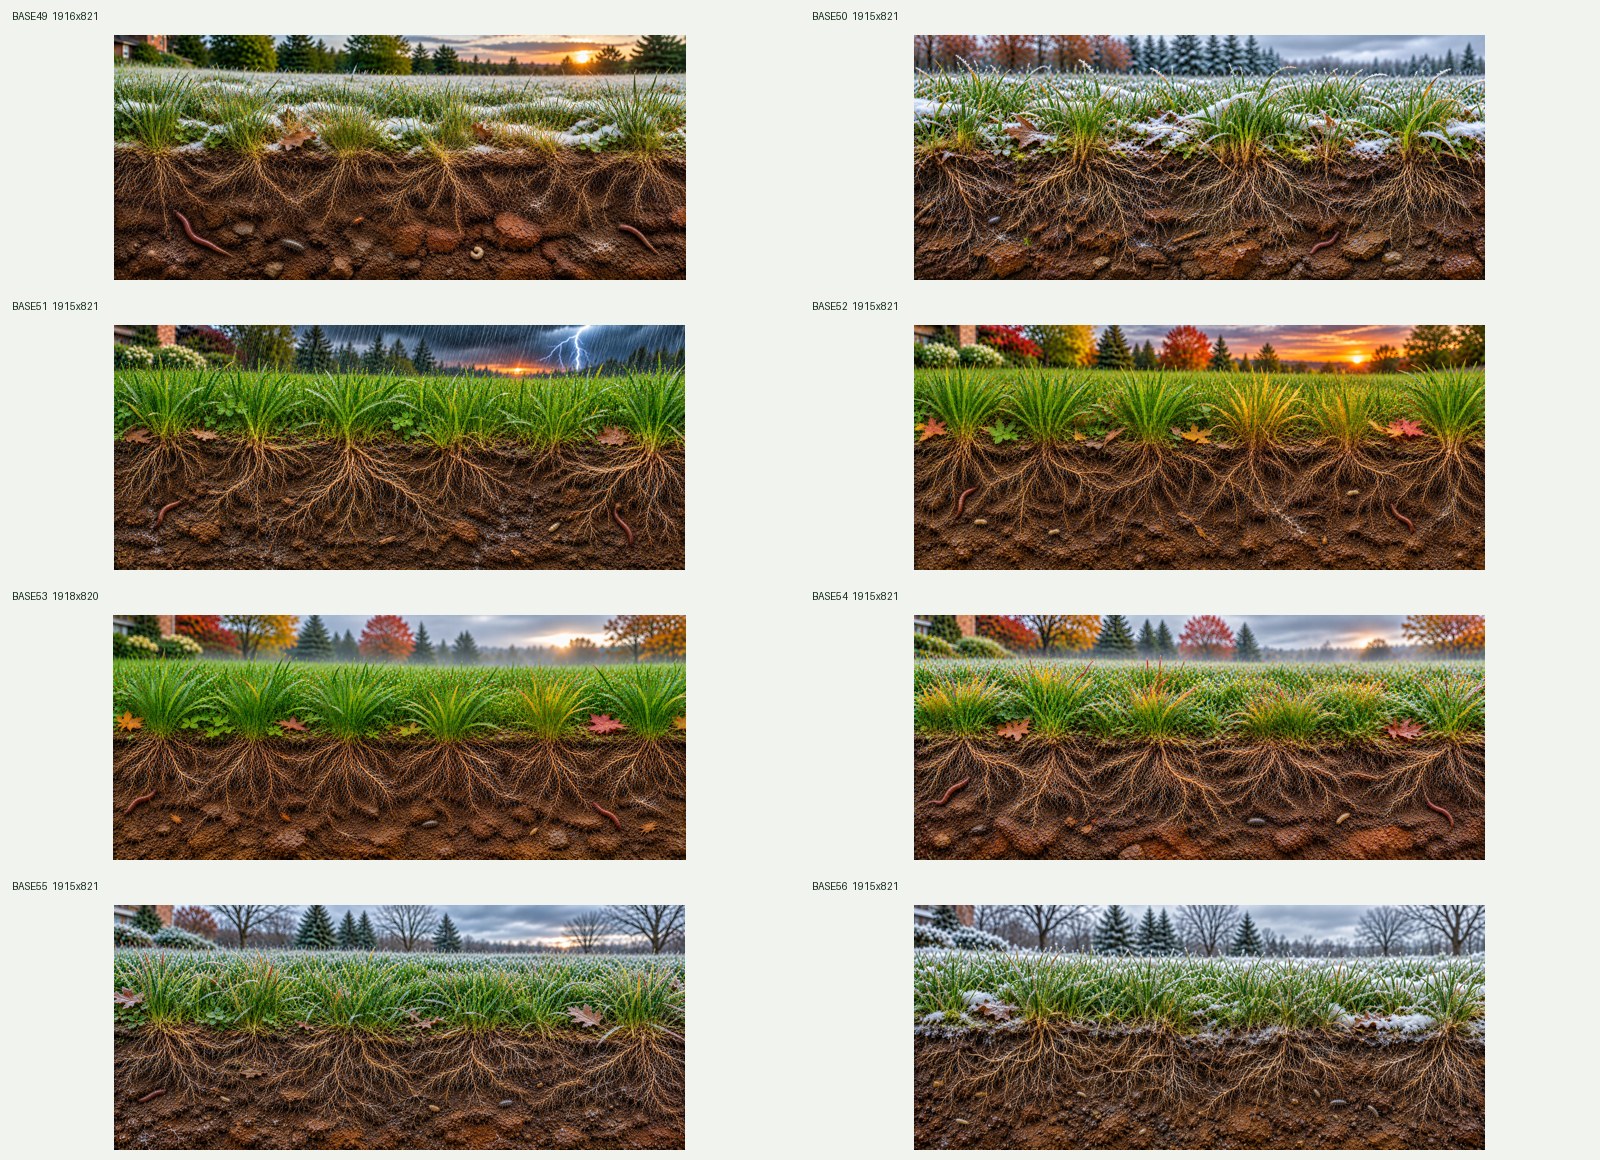 BASE49 1916x821
BASE50 1915x821
BASE51 1915x821
BASE52 1915x821
BASE53 1918x820
BASE54 1915x821
BASE55 1915x821
BASE56 1915x821